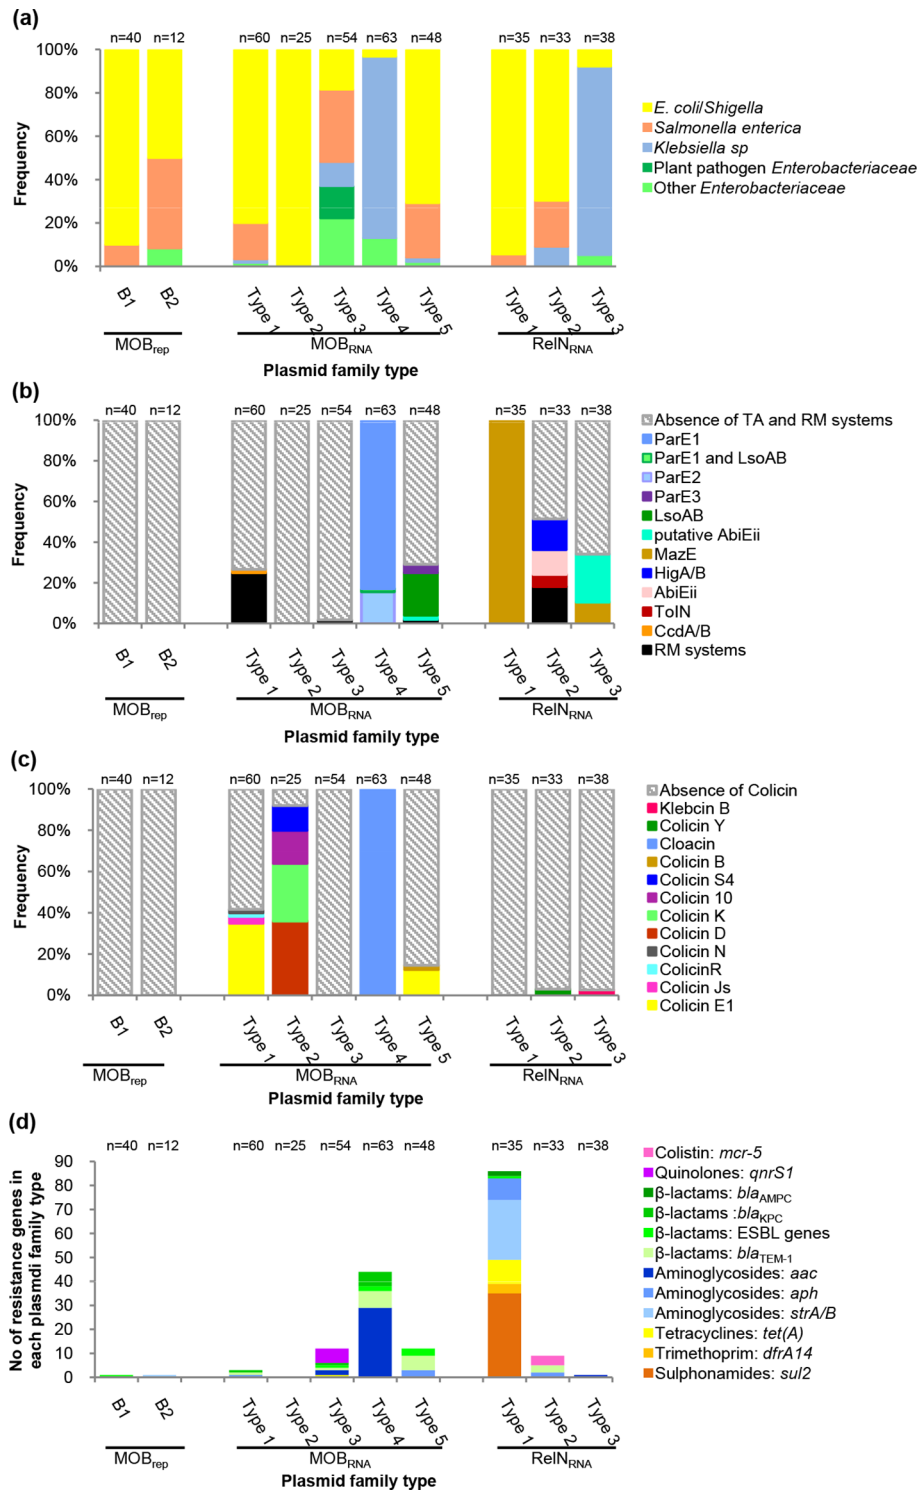 (a)
n=40 n=12 n=60 n=25 n=54 n=63 n=48 n=35 n=33 n=38
100%
80%
60%
40%
20%
0%
Frequency
E. coli/Shigella
Salmonella enterica
Klebsiella sp
Plant pathogen Enterobacteriaceae
Other Enterobacteriaceae
B1 B2 Type 1 Type 2 Type 3 Type 4 Type 5 Type 1 Type 2 Type 3
MOBrep MOBRNA RelNRNA
Plasmid family type
(b)
n=40 n=12 n=60 n=25 n=54 n=63 n=48 n=35 n=33 n=38
100%
80%
60%
40%
20%
0%
Frequency
Absence of TA and RM systems
ParE1
ParE1 and LsoAB
ParE2
ParE3
LsoAB
putative AbiEii
MazE
HigA/B
AbiEii
TolN
CcdA/B
RM systems
B1 B2 Type 1 Type 2 Type 3 Type 4 Type 5 Type 1 Type 2 Type 3
MOBrep MOBRNA RelNRNA
Plasmid family type
(c)
n=40 n=12 n=60 n=25 n=54 n=63 n=48 n=35 n=33 n=38
100%
80%
60%
40%
20%
0%
Frequency
Absence of Colicin
Klebcin B
Colicin Y
Cloacin
Colicin B
Colicin S4
Colicin 10
Colicin K
Colicin D
Colicin N
ColicinR
Colicin Js
Colicin E1
B1 B2 Type 1 Type 2 Type 3 Type 4 Type 5 Type 1 Type 2 Type 3
MOBrep MOBRNA RelNRNA
Plasmid family type
(d)
n=40 n=12 n=60 n=25 n=54 n=63 n=48 n=35 n=33 n=38
90
80
70
60
50
40
30
20
10
0
No of resistance genes in
each plasmdi family type
Colistin: mcr-5
Quinolones: qnrS1
β-lactams: blaAMPC
β-lactams :blaKPC
β-lactams: ESBL genes
β-lactams: blaTEM-1
Aminoglycosides: aac
Aminoglycosides: aph
Aminoglycosides: strA/B
Tetracyclines: tet(A)
Trimethoprim: dfrA14
Sulphonamides: sul2
B1 B2 Type 1 Type 2 Type 3 Type 4 Type 5 Type 1 Type 2 Type 3
MOBrep MOBRNA RelNRNA
Plasmid family type